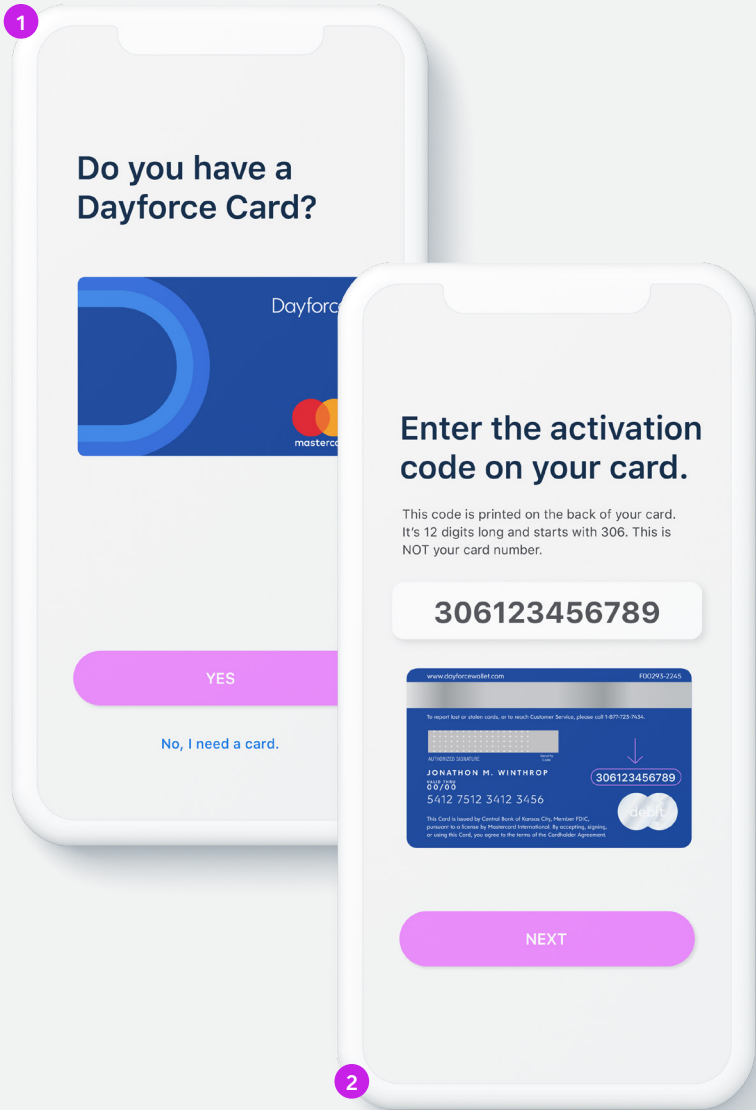 1
Do you have a
Dayforce Card?
Dayforc
masterc
YES
No, I need a card.
Enter the activation
code on your card.
This code is printed on the back of your card.
It's 12 digits long and starts with 306. This is
NOT your card number.
306123456789
www.dayforcewallet.com F00293-2245
To report lost or stolen cards, or to reach Customer Service, please call 1-877-723-7434.
AUTHORIZED SIGNATURE
Security
Code
JONATHON M. WINTHROP
306123456789
VALID THRU
00/00
5412 7512 3412 3456
debit
This Card is issued by Central Bank of Kansas City, Member FDIC,
pursuant to a license by Mastercard International. By accepting, signing,
or using this Card, you agree to the terms of the Cardholder Agreement.
NEXT
2